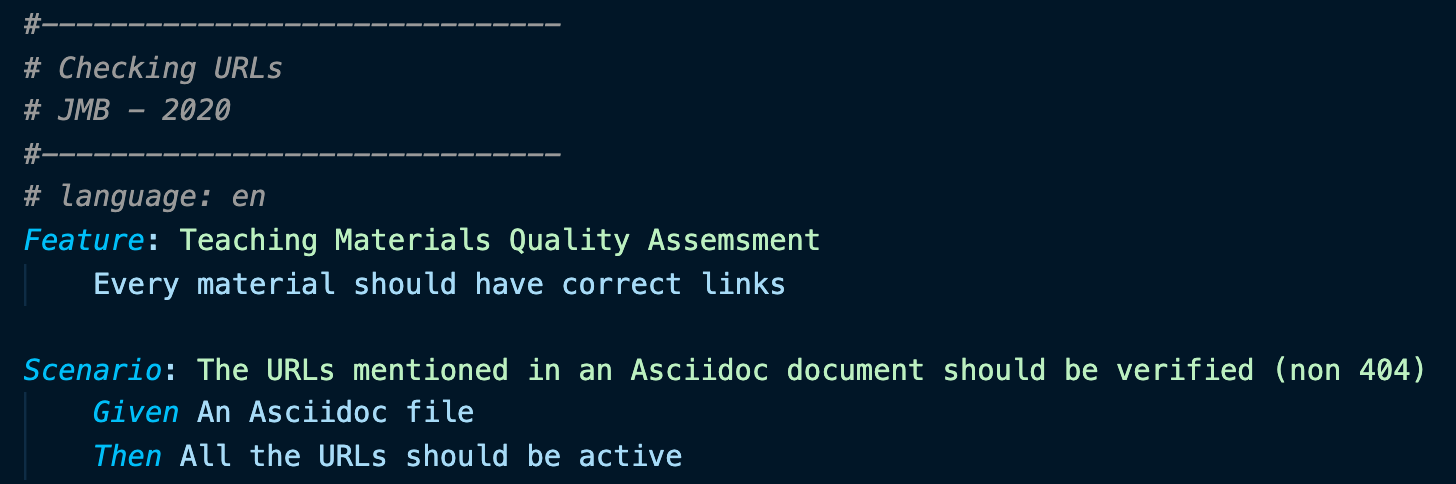 #------------------------------
# Checking URLs
# JMB - 2020
#------------------------------
# language: en
Feature: Teaching Materials Quality Assemsment
Every material should have correct links
Scenario: The URLs mentioned in an Asciidoc document should be verified (non 404)
Given An Asciidoc file
Then All the URLs should be active